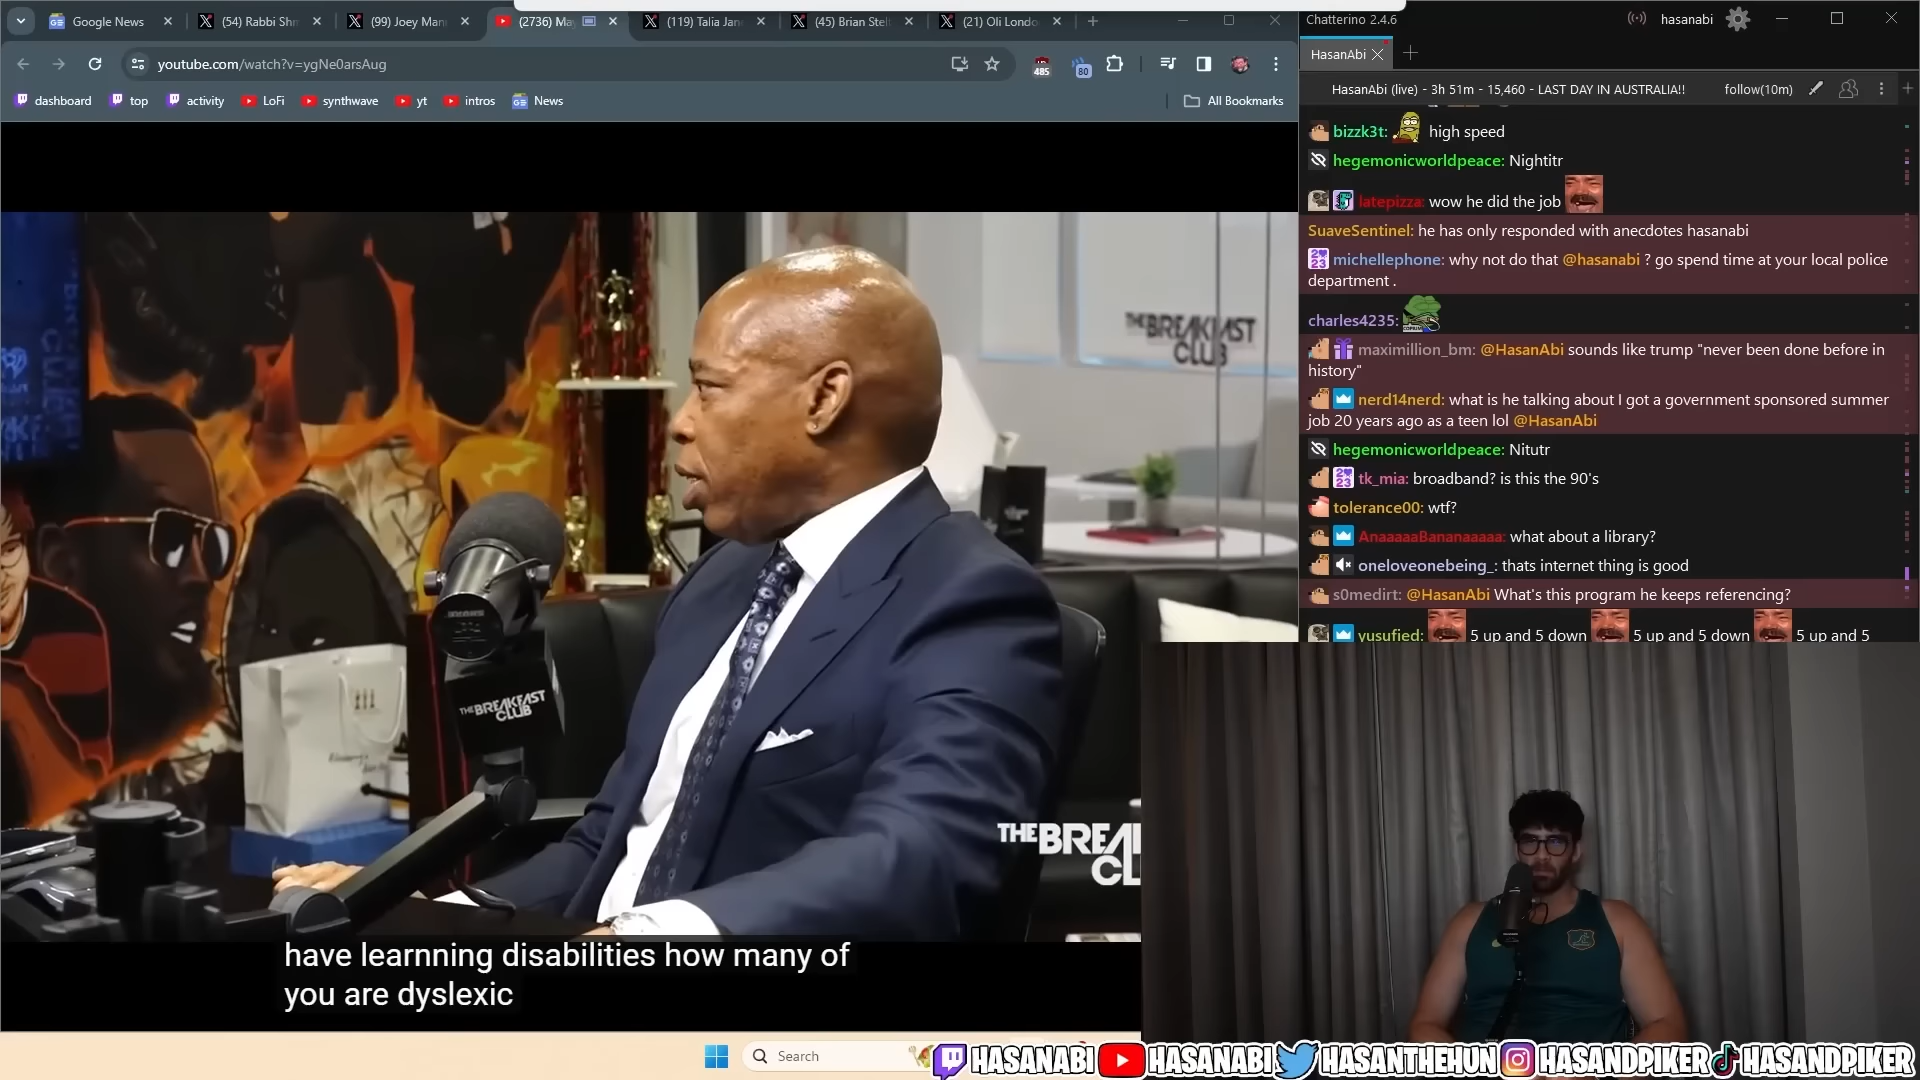 Google News
(54) Rabbi Shm
(99) Joey Man
(2736) Ma
(119) Talia Jan
(45) Brian Stelt
(21) Oli Londo
youtube.com/watch?v=ygNe0arsAug
485
80
dashboard
top
activity
LoFi
synthwave
yt
intros
News
All Bookmarks
THE BREAKFAST
CLUB
THE BREAKFAST
CLUB
THE BREA
CL
have learnning disabilities how many of
you are dyslexic
Search
Chatterino 2.4.6
hasanabi
HasanAbi
HasanAbi (live) - 3h 51m - 15,460 - LAST DAY IN AUSTRALIA!!
follow(10m)
bizzk3t: high speed
hegemonicworldpeace: Nightitr
latepizza: wow he did the job
SuaveSentinel: he has only responded with anecdotes hasanabi
michellephone: why not do that @hasanabi ? go spend time at your local police
department .
charles4235:
maximillion_bm: @HasanAbi sounds like trump "never been done before in
history"
nerd14nerd: what is he talking about I got a government sponsored summer
job 20 years ago as a teen lol @HasanAbi
hegemonicworldpeace: Nitutr
tk_mia: broadband? is this the 90's
tolerance00: wtf?
AnaaaaaBananaaaaa: what about a library?
oneloveonebeing_: thats internet thing is good
s0medirt: @HasanAbi What's this program he keeps referencing?
yusufied: 5 up and 5 down 5 up and 5 down 5 up and 5
HASANABI
HASANABI
HASANTHEHUN
HASANDPIKER
HASANDPIKER